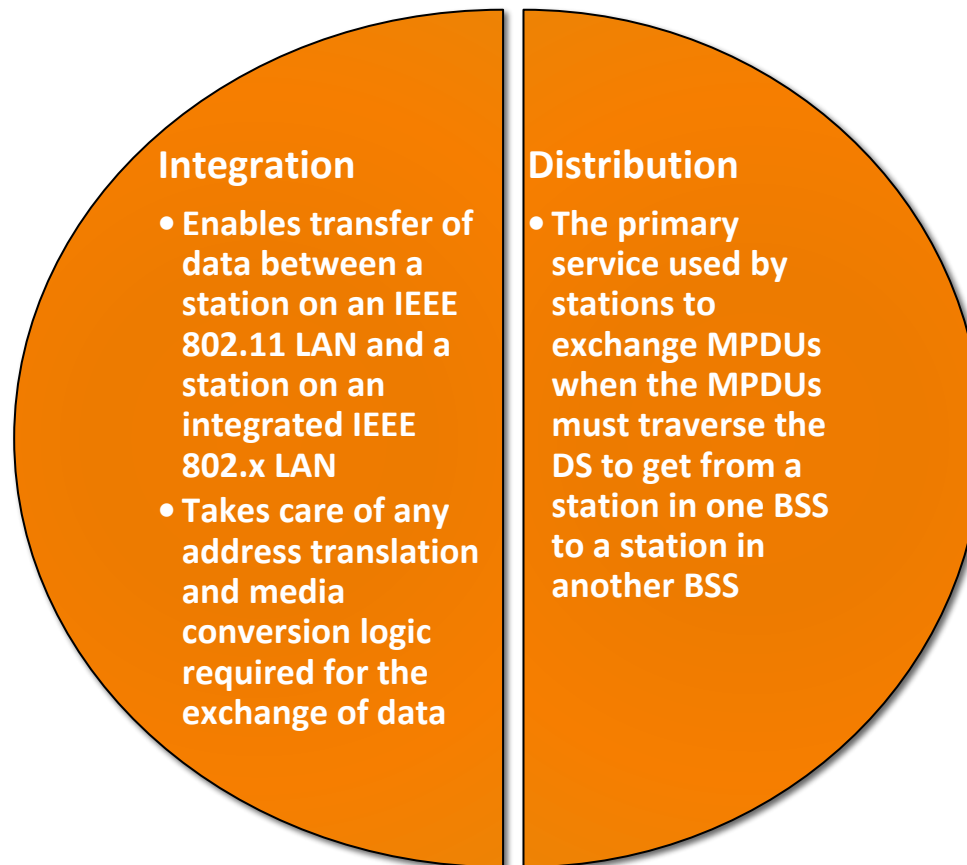 Integration
• Enables transfer of
data between a
station on an IEEE
802.11 LAN and a
station on an
integrated IEEE
802.x LAN
• Takes care of any
address translation
and media
conversion logic
required for the
exchange of data
Distribution
• The primary
service used by
stations to
exchange MPDUs
when the MPDUs
must traverse the
DS to get from a
station in one BSS
to a station in
another BSS